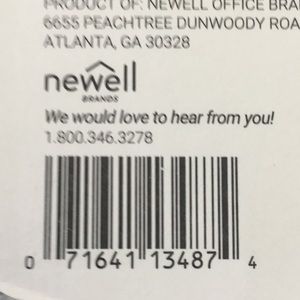 PRODUCT OF: NEWELL OFFICE BRA
6655 PEACHTREE DUNWOODY ROA
ATLANTA, GA 30328
newell
BRANDS
We would love to hear from you!
1.800.346.3278
0 71641 13487 4